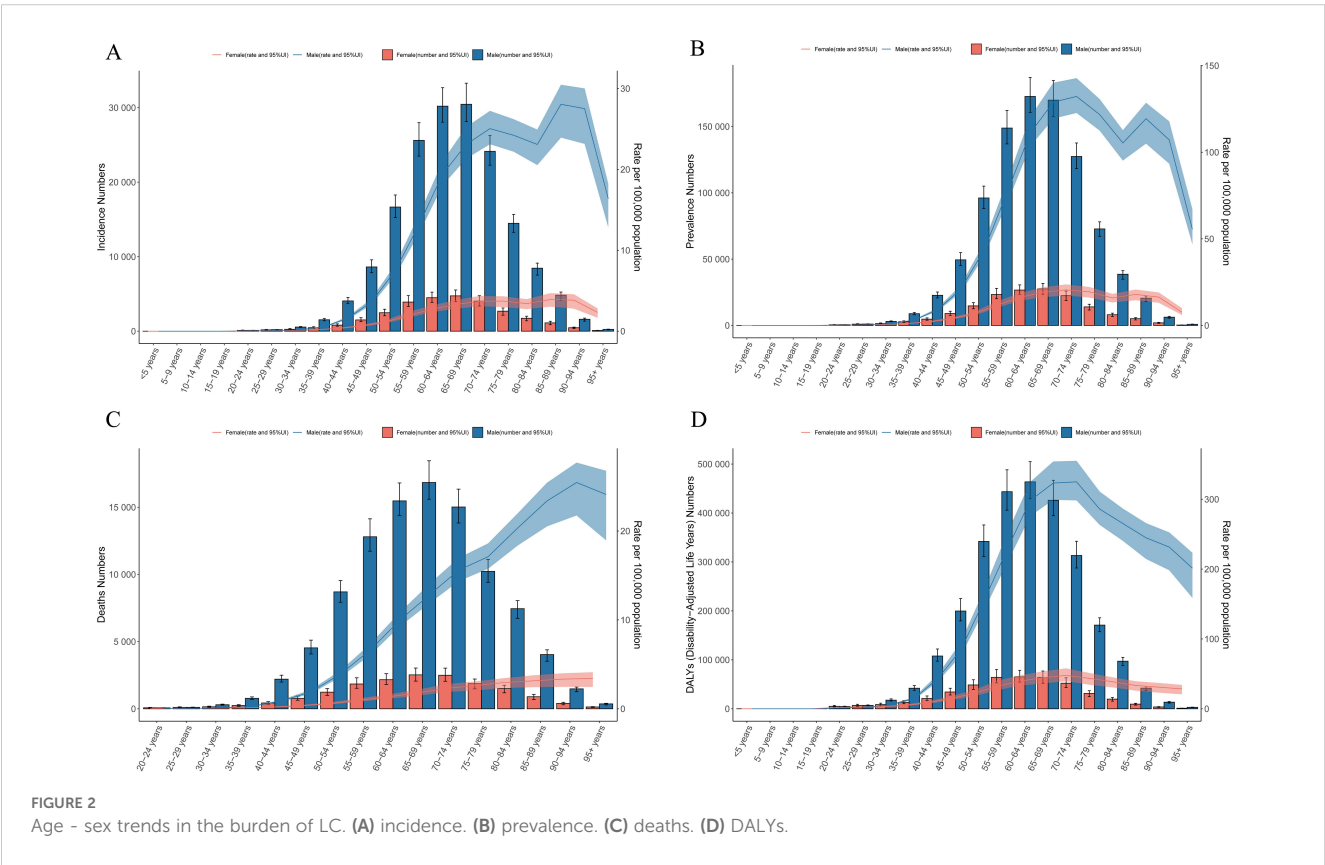 A
Female(rate and 95%UI) Male(rate and 95%UI) Female(number and 95%UI) Male(number and 95%UI)
Incidence Numbers
30 000
20 000
10 000
0
30
20
10
0
Rate per 100,000 population
<5 years
5−9 years
10−14 years
15−19 years
20−24 years
25−29 years
30−34 years
35−39 years
40−44 years
45−49 years
50−54 years
55−59 years
60−64 years
65−69 years
70−74 years
75−79 years
80−84 years
85−89 years
90−94 years
95+ years
B
Female(rate and 95%UI) Male(rate and 95%UI) Female(number and 95%UI) Male(number and 95%UI)
Prevalence Numbers
150 000
100 000
50 000
0
150
100
50
0
Rate per 100,000 population
<5 years
5−9 years
10−14 years
15−19 years
20−24 years
25−29 years
30−34 years
35−39 years
40−44 years
45−49 years
50−54 years
55−59 years
60−64 years
65−69 years
70−74 years
75−79 years
80−84 years
85−89 years
90−94 years
95+ years
C
Female(rate and 95%UI) Male(rate and 95%UI) Female(number and 95%UI) Male(number and 95%UI)
Deaths Numbers
15 000
10 000
5 000
0
20
10
0
Rate per 100,000 population
20−24 years
25−29 years
30−34 years
35−39 years
40−44 years
45−49 years
50−54 years
55−59 years
60−64 years
65−69 years
70−74 years
75−79 years
80−84 years
85−89 years
90−94 years
95+ years
D
Female(rate and 95%UI) Male(rate and 95%UI) Female(number and 95%UI) Male(number and 95%UI)
DALYs (Disability−Adjusted Life Years) Numbers
500 000
400 000
300 000
200 000
100 000
0
300
200
100
0
Rate per 100,000 population
<5 years
5−9 years
10−14 years
15−19 years
20−24 years
25−29 years
30−34 years
35−39 years
40−44 years
45−49 years
50−54 years
55−59 years
60−64 years
65−69 years
70−74 years
75−79 years
80−84 years
85−89 years
90−94 years
95+ years
FIGURE 2
Age - sex trends in the burden of LC. (A) incidence. (B) prevalence. (C) deaths. (D) DALYs.